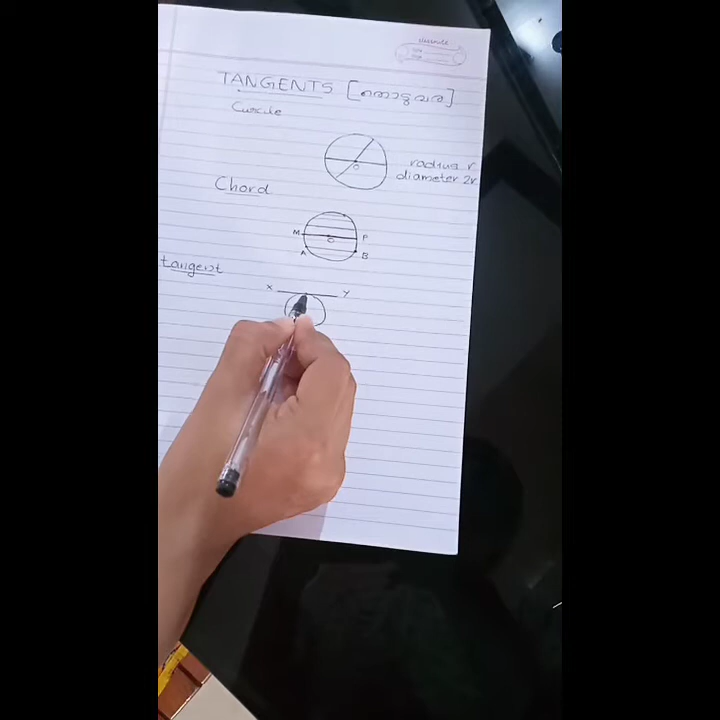 TANGENTS [തൊടുവര]
Circle
O
radius r
diameter 2r
Chord
M O P
A B
tangent
X Y